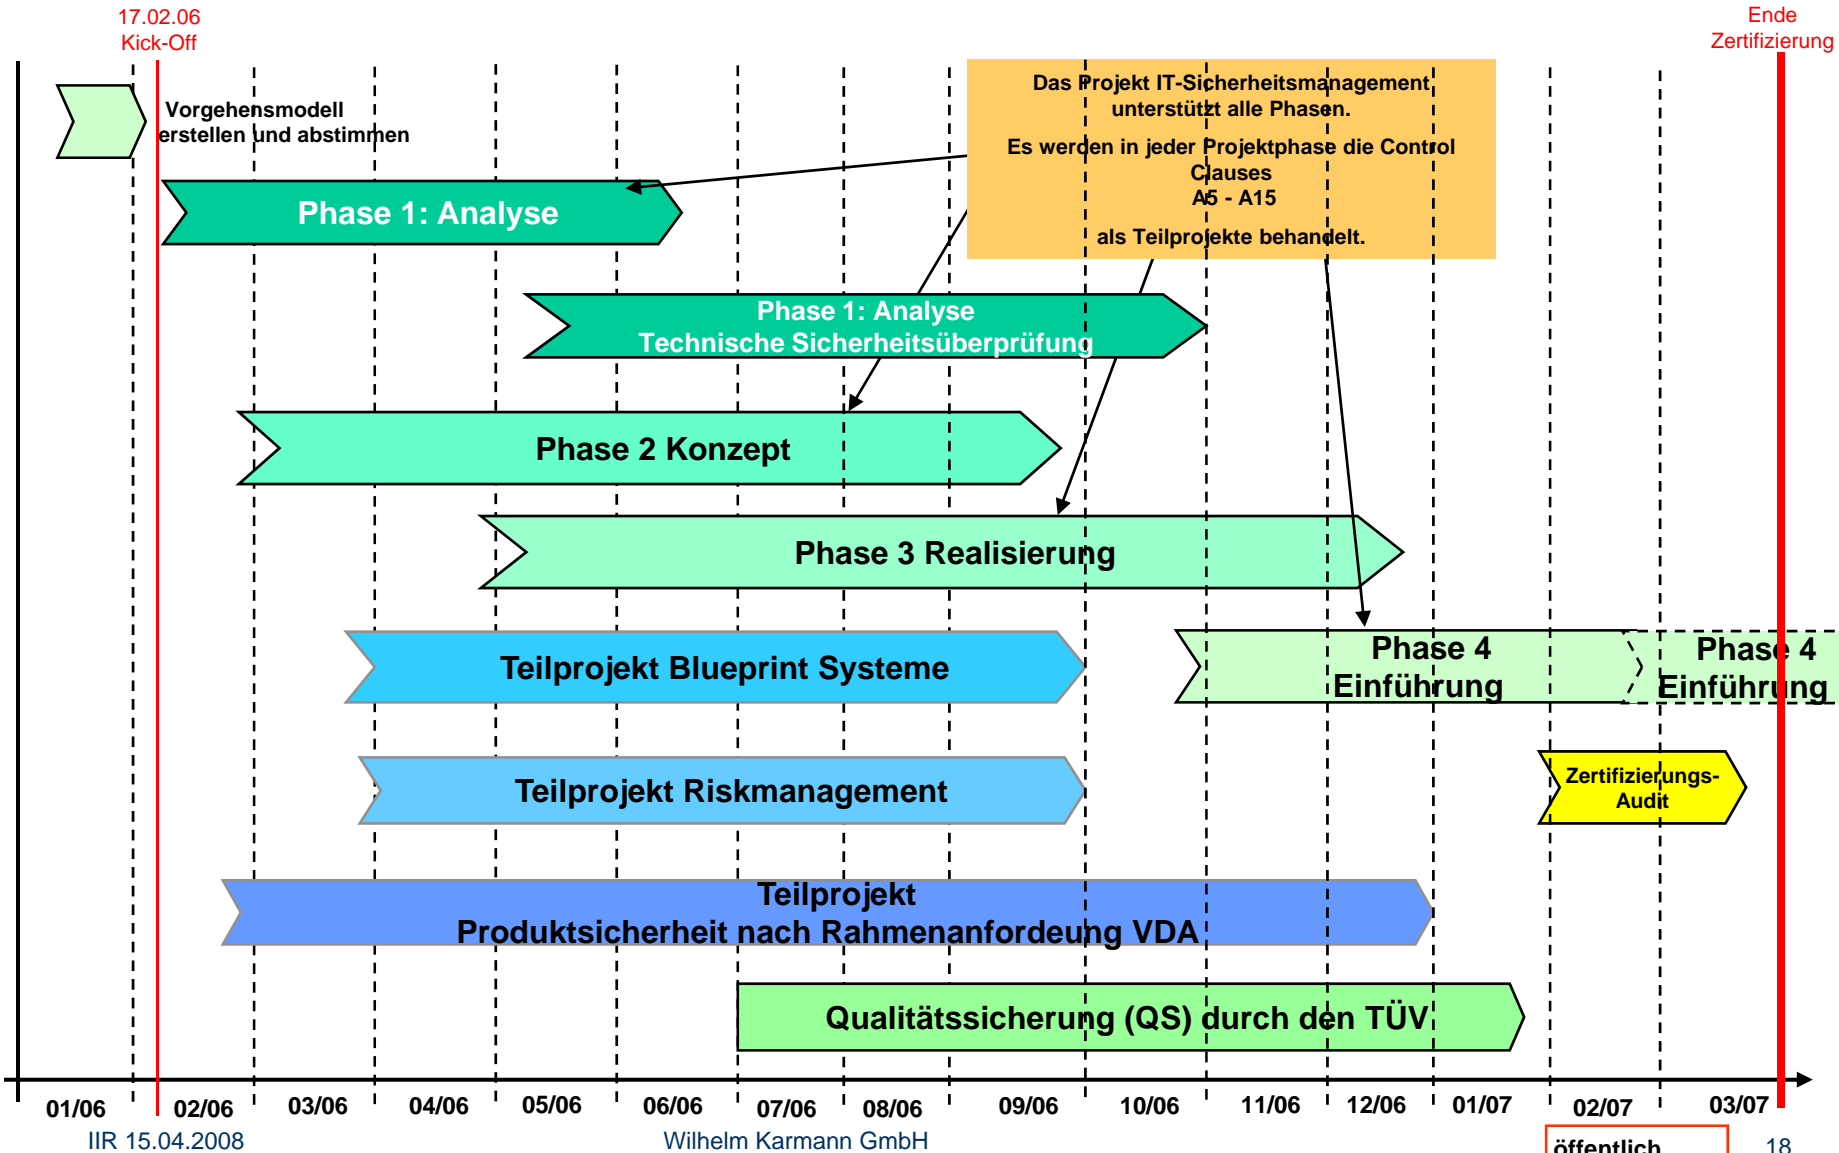 17.02.06
Kick-Off
Ende
Zertifizierung
Vorgehensmodell
erstellen und abstimmen
Das Projekt IT-Sicherheitsmanagement
unterstützt alle Phasen.
Es werden in jeder Projektphase die Control
Clauses
A5 - A15
als Teilprojekte behandelt.
Phase 1: Analyse
Phase 1: Analyse
Technische Sicherheitsüberprüfung
Phase 2 Konzept
Phase 3 Realisierung
Teilprojekt Blueprint Systeme
Phase 4
Einführung
Phase 4
Einführung
Teilprojekt Riskmanagement
Zertifizierungs-
Audit
Teilprojekt
Produktsicherheit nach Rahmenanfordeung VDA
Qualitätssicherung (QS) durch den TÜV
01/06 02/06 03/06 04/06 05/06 06/06 07/06 08/06 09/06 10/06 11/06 12/06 01/07 02/07 03/07
IIR 15.04.2008
Wilhelm Karmann GmbH
öffentlich
18